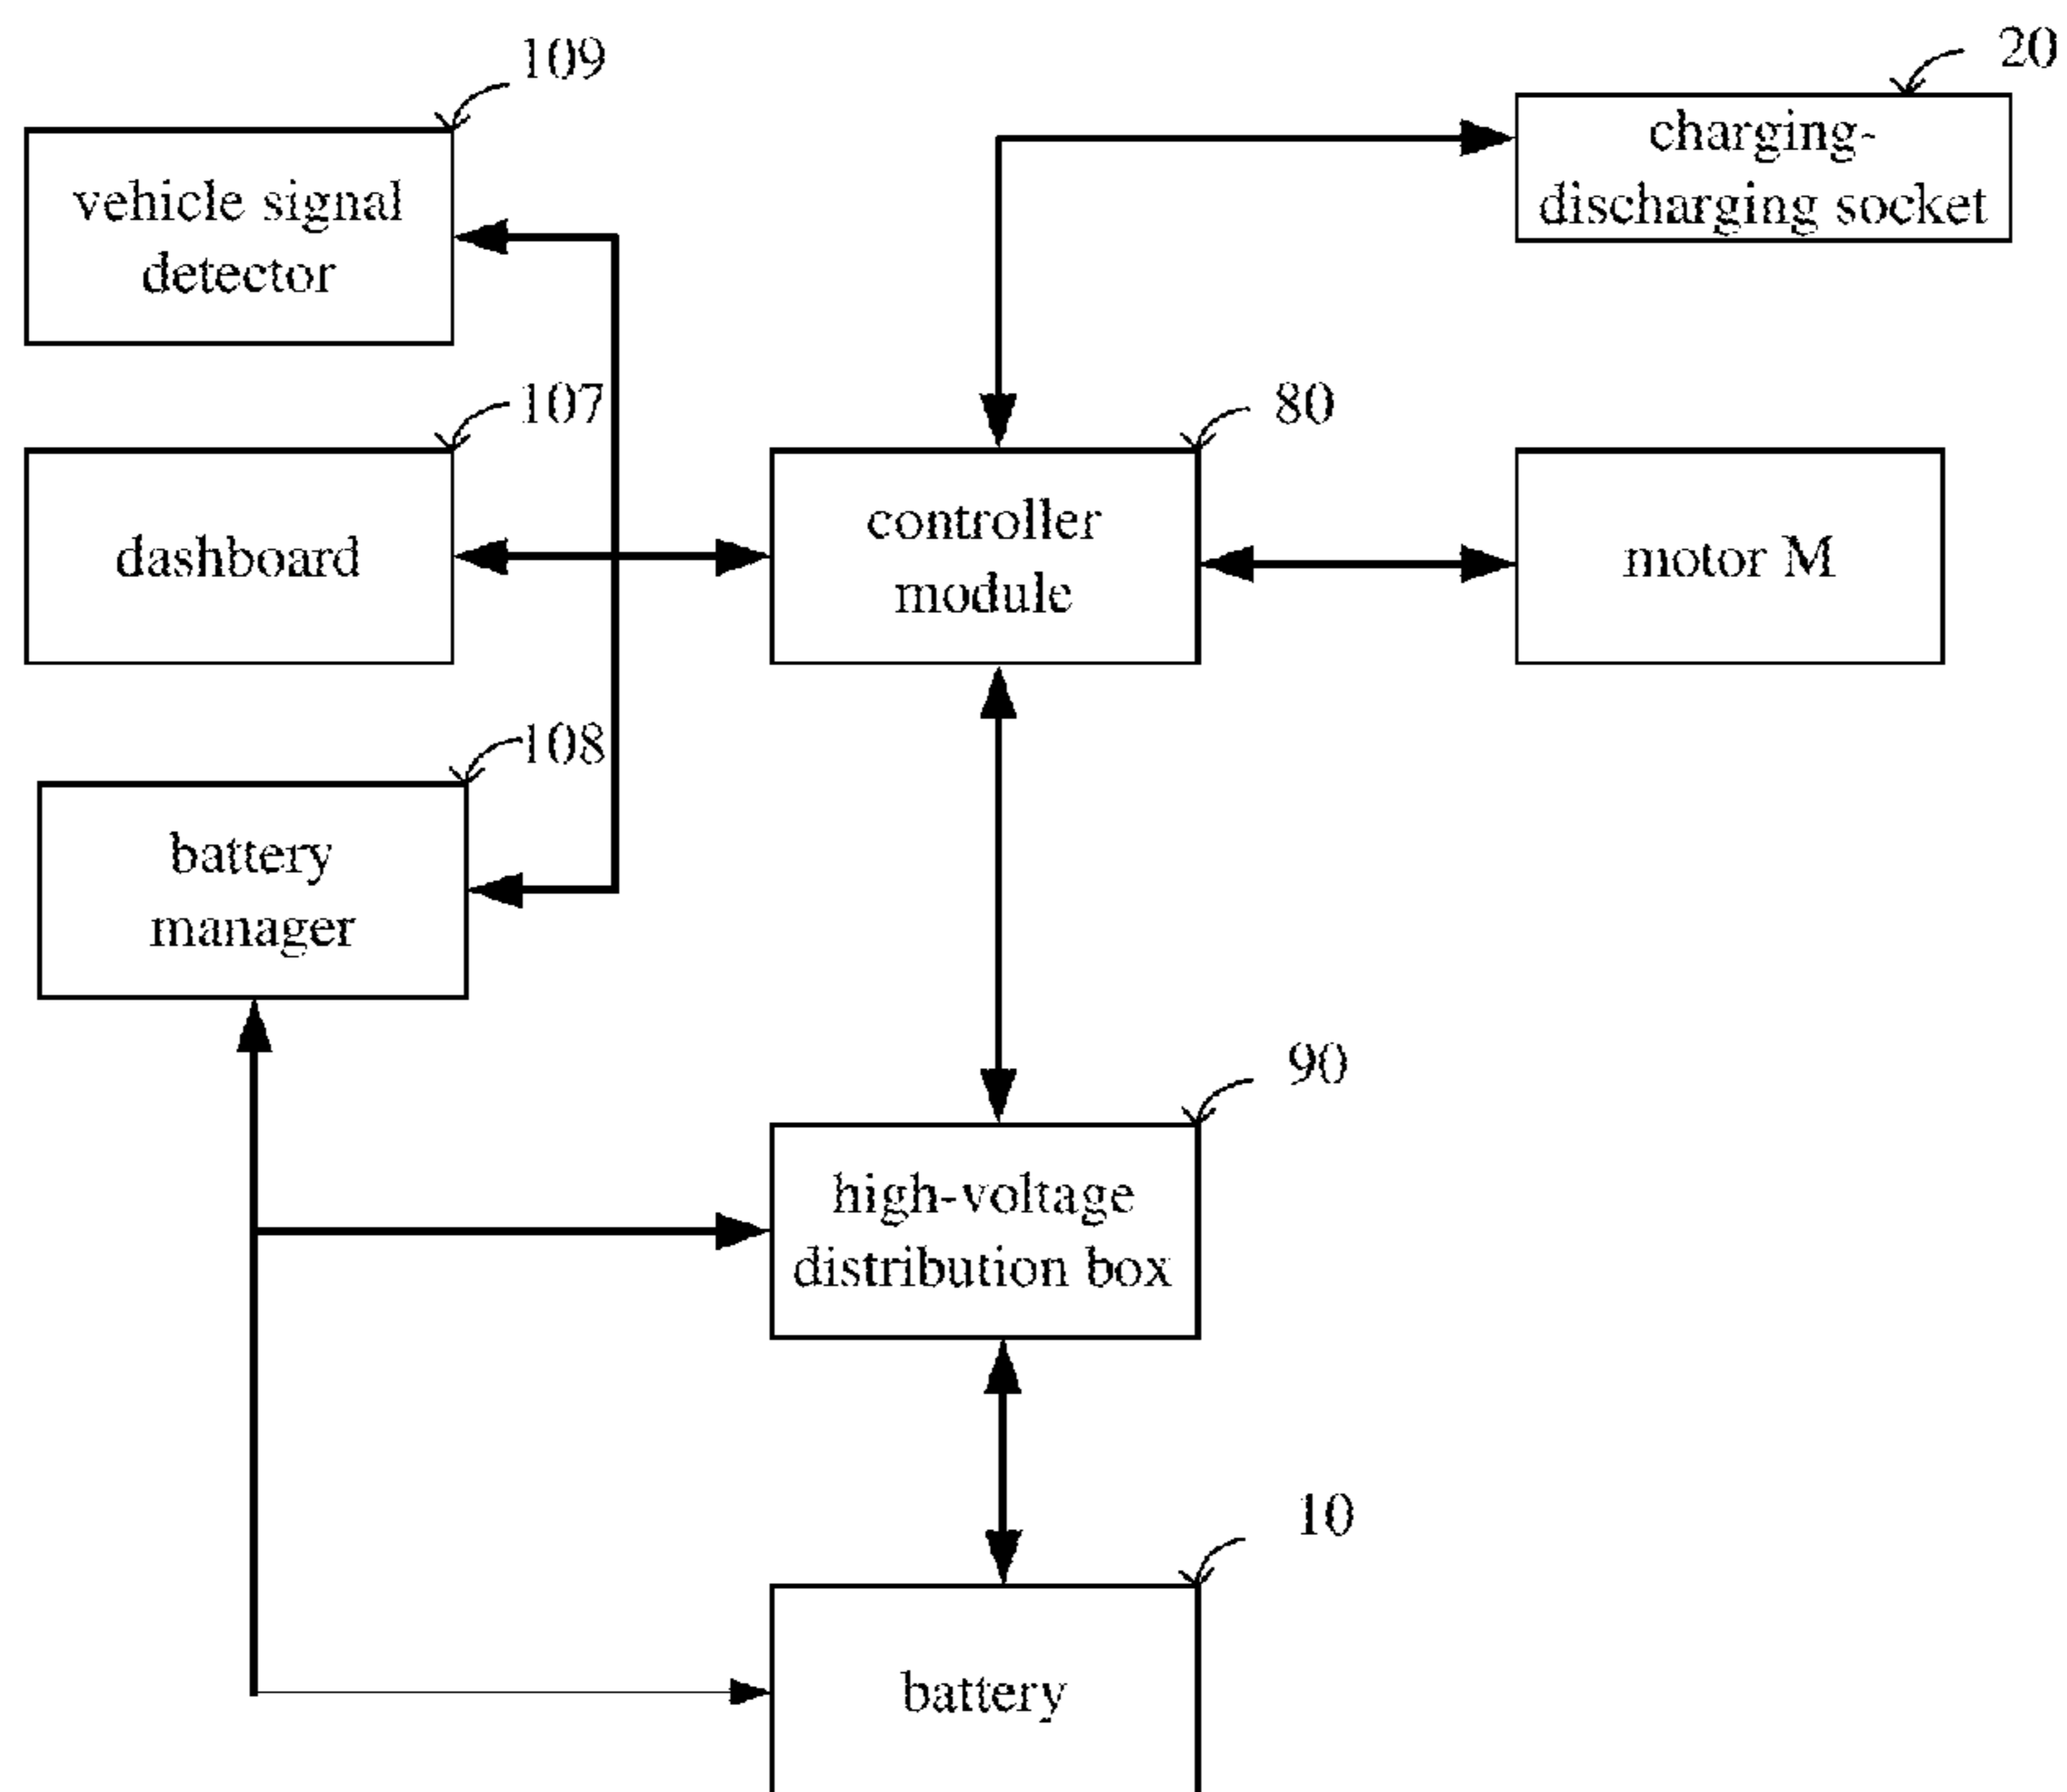 109
20
vehicle signal
detector
charging-
discharging socket
107
80
dashboard
controller
module
motor M
108
battery
manager
90
high-voltage
distribution box
10
battery